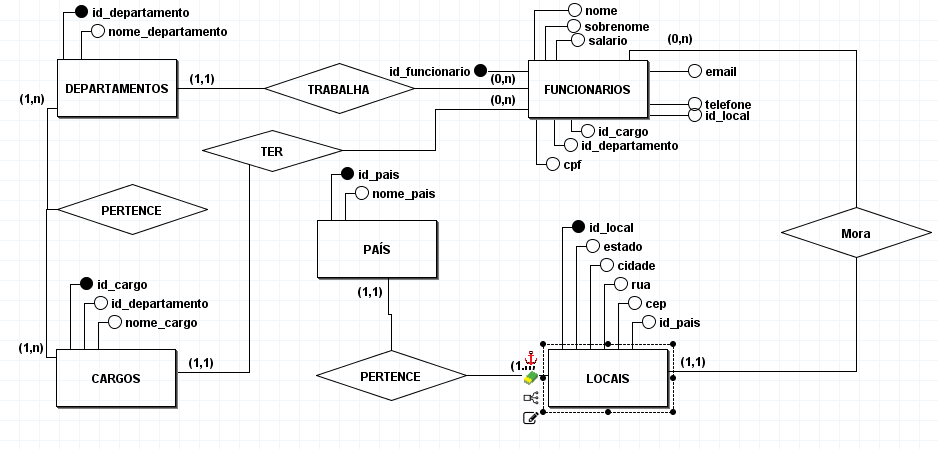 id_departamento
nome_departamento
DEPARTAMENTOS
(1,1)
(1,n)
TRABALHA
nome
sobrenome
salario
(0,n)
id_funcionario
(0,n)
FUNCIONARIOS
email
telefone
id_local
(0,n)
id_cargo
id_departamento
cpf
TER
PERTENCE
id_pais
nome_pais
PAÍS
(1,1)
Mora
id_local
estado
cidade
rua
cep
id_pais
id_cargo
id_departamento
nome_cargo
(1,n)
CARGOS
(1,1)
PERTENCE
LOCAIS
(1,1)